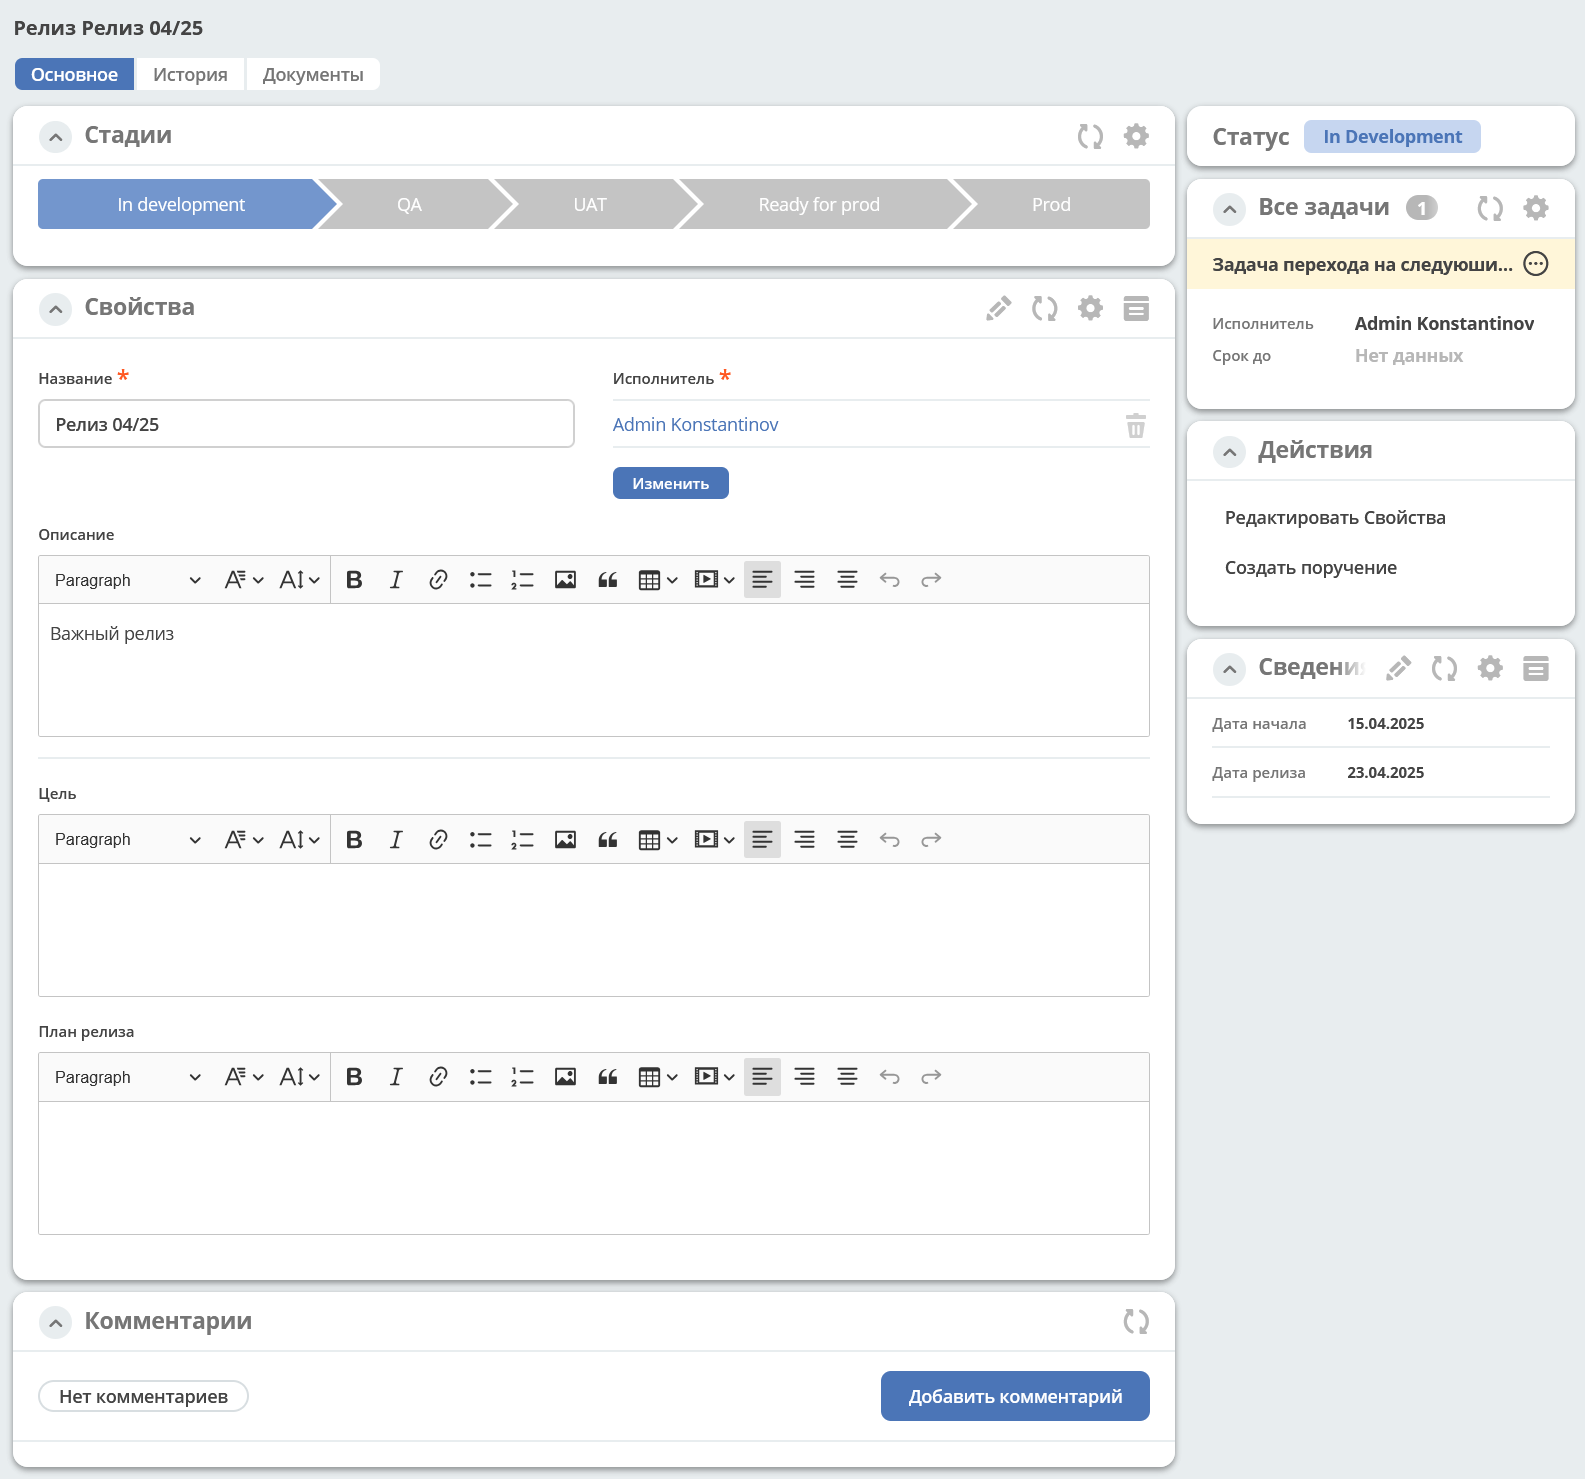 Релиз Релиз 04/25
Основное
История
Документы
Стадии
In development
QA
UAT
Ready for prod
Prod
Свойства
Название *
Релиз 04/25
Исполнитель *
Admin Konstantinov
Изменить
Описание
Paragraph
Важный релиз
Цель
Paragraph
План релиза
Paragraph
Комментарии
Нет комментариев
Добавить комментарий
Статус
In Development
Все задачи 1
Задача перехода на следуюши...
Исполнитель
Admin Konstantinov
Срок до
Нет данных
Действия
Редактировать Свойства
Создать поручение
Сведения
Дата начала
15.04.2025
Дата релиза
23.04.2025